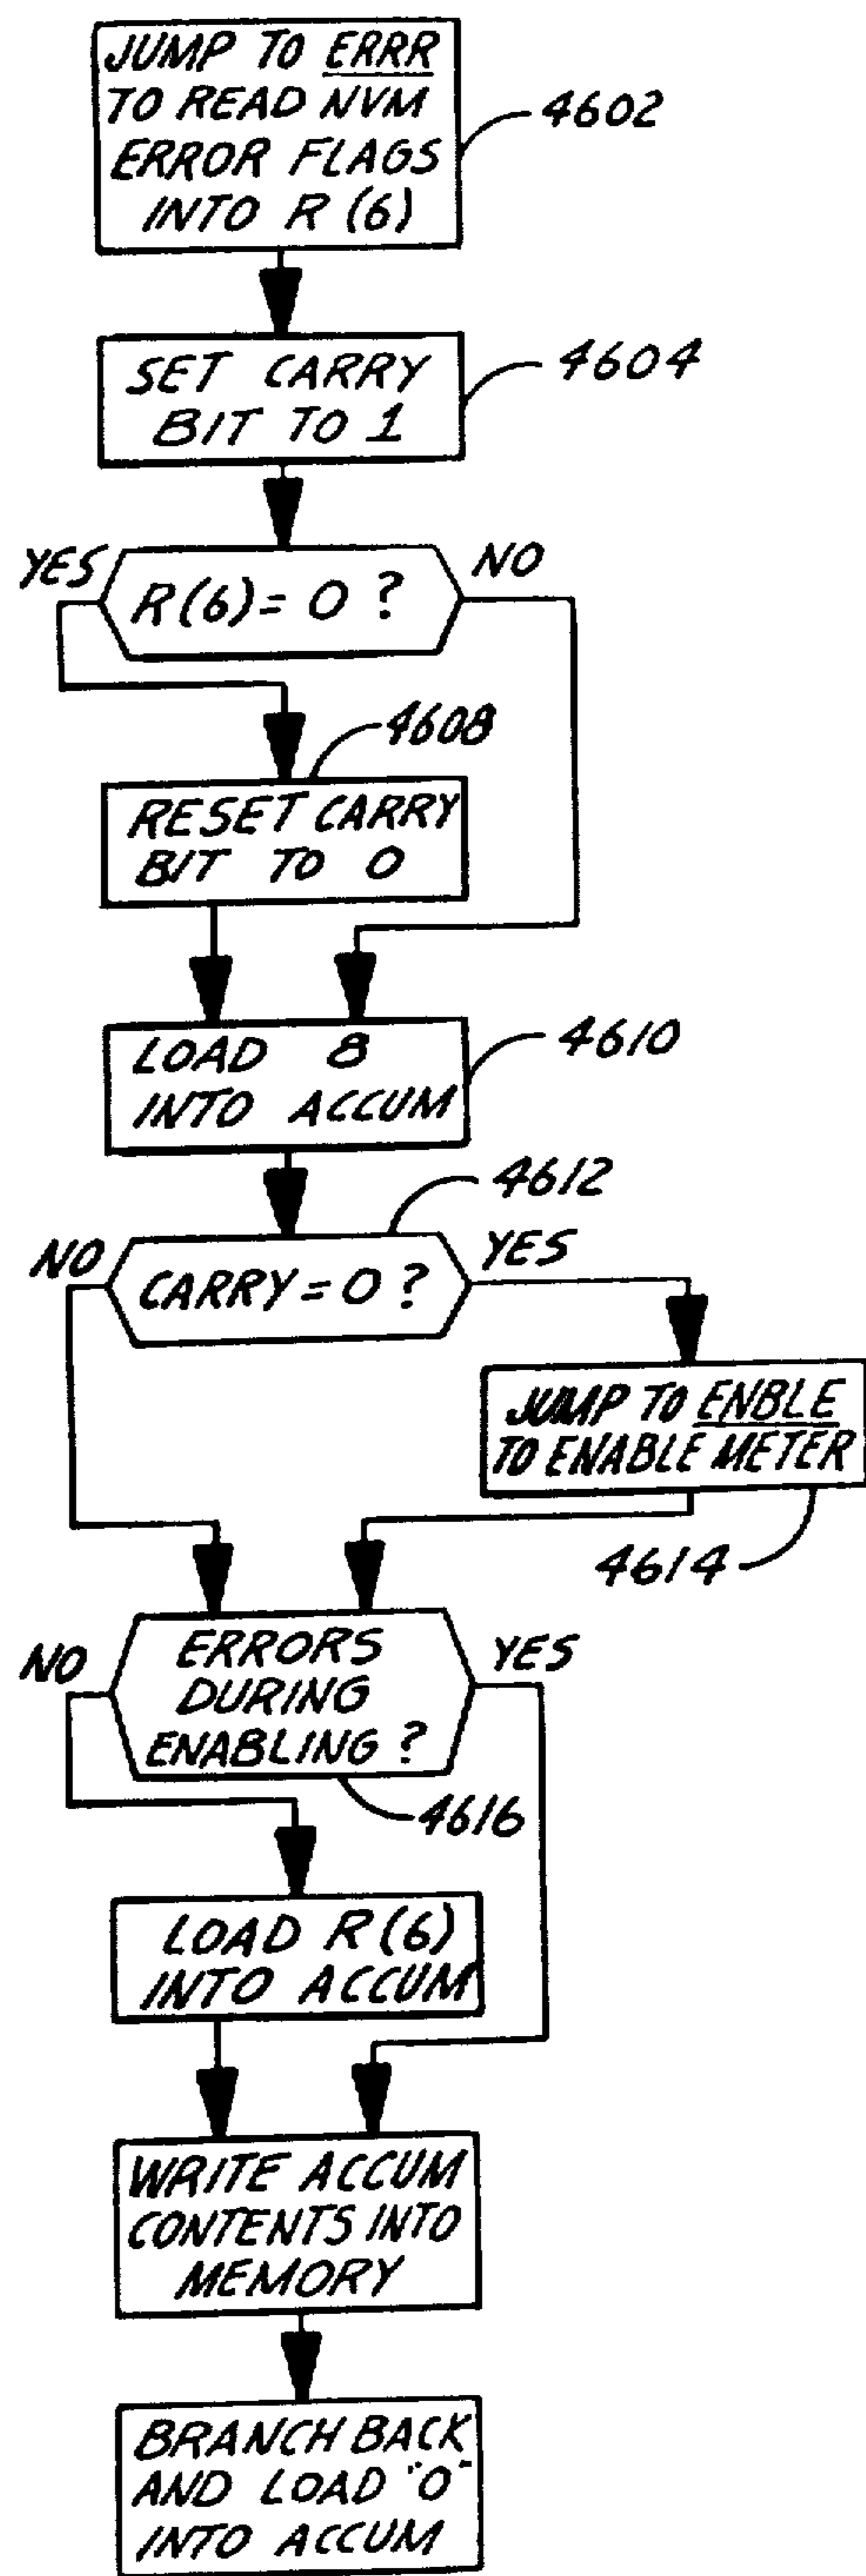 JUMP TO ERRR
TO READ NVM
ERROR FLAGS
INTO R (6)
4602
SET CARRY
BIT TO 1
4604
YES
R(6) = 0 ?
NO
4608
RESET CARRY
BIT TO 0
LOAD 8
INTO ACCUM
4610
4612
NO
CARRY = 0 ?
YES
JUMP TO ENBLE
TO ENABLE METER
4614
NO
ERRORS
DURING
ENABLING ?
YES
4616
LOAD R(6)
INTO ACCUM
WRITE ACCUM
CONTENTS INTO
MEMORY
BRANCH BACK
AND LOAD "0"
INTO ACCUM